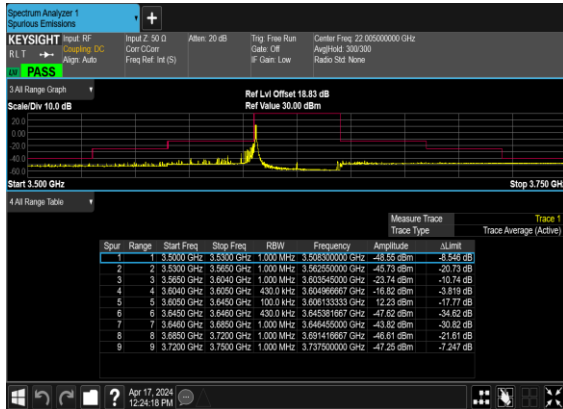 Spectrum Analyzer 1
Spurious Emissions
+
KEYSIGHT Input: RF
R L T
Coupling: DC
Align: Auto
Input Z: 50 Ω
Corr CCorr
Freq Ref: Int (S)
Atten: 20 dB
Trig: Free Run
Gate: Off
IF Gain: Low
Center Freq: 22.005000000 GHz
Avg|Hold: 300/300
Radio Std: None
PASS
3 All Range Graph
Scale/Div 10.0 dB
Ref Lvl Offset 18.83 dB
Ref Value 30.00 dBm
20.0
0.00
-20.0
-40.0
-60.0
Start 3.500 GHz
Stop 3.750 GH
4 All Range Table
Measure Trace Trace 1
Trace Type Trace Average (Active)
Spur Range Start Freq Stop Freq RBW Frequency Amplitude ΔLimit
1 1 3.5000 GHz 3.5300 GHz 1.000 MHz 3.508300000 GHz -48.55 dBm -8.546 dB
2 2 3.5300 GHz 3.5650 GHz 1.000 MHz 3.562550000 GHz -45.73 dBm -20.73 dB
3 3 3.5650 GHz 3.6040 GHz 1.000 MHz 3.603545000 GHz -23.74 dBm -10.74 dB
4 4 3.6040 GHz 3.6050 GHz 430.0 kHz 3.604966667 GHz -16.82 dBm -3.819 dB
5 5 3.6050 GHz 3.6450 GHz 100.0 kHz 3.606133333 GHz 12.23 dBm -17.77 dB
6 6 3.6450 GHz 3.6460 GHz 430.0 kHz 3.645381667 GHz -47.62 dBm -34.62 dB
7 7 3.6460 GHz 3.6850 GHz 1.000 MHz 3.646455000 GHz -43.82 dBm -30.82 dB
8 8 3.6850 GHz 3.7200 GHz 1.000 MHz 3.691416667 GHz -46.61 dBm -21.61 dB
9 9 3.7200 GHz 3.7500 GHz 1.000 MHz 3.737500000 GHz -47.25 dBm -7.247 dB
?
Apr 17, 2024
12:24:18 PM